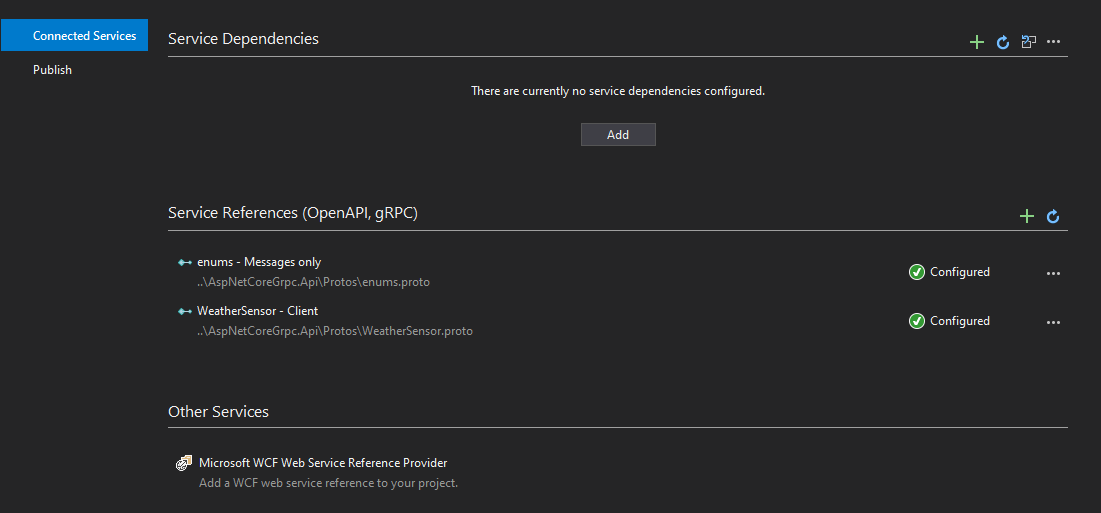 Connected Services
Publish
Service Dependencies
There are currently no service dependencies configured.
Add
Service References (OpenAPI, gRPC)
enums - Messages only
..\AspNetCoreGrpc.Api\Protos\enums.proto
Configured
WeatherSensor - Client
..\AspNetCoreGrpc.Api\Protos\WeatherSensor.proto
Configured
Other Services
Microsoft WCF Web Service Reference Provider
Add a WCF web service reference to your project.